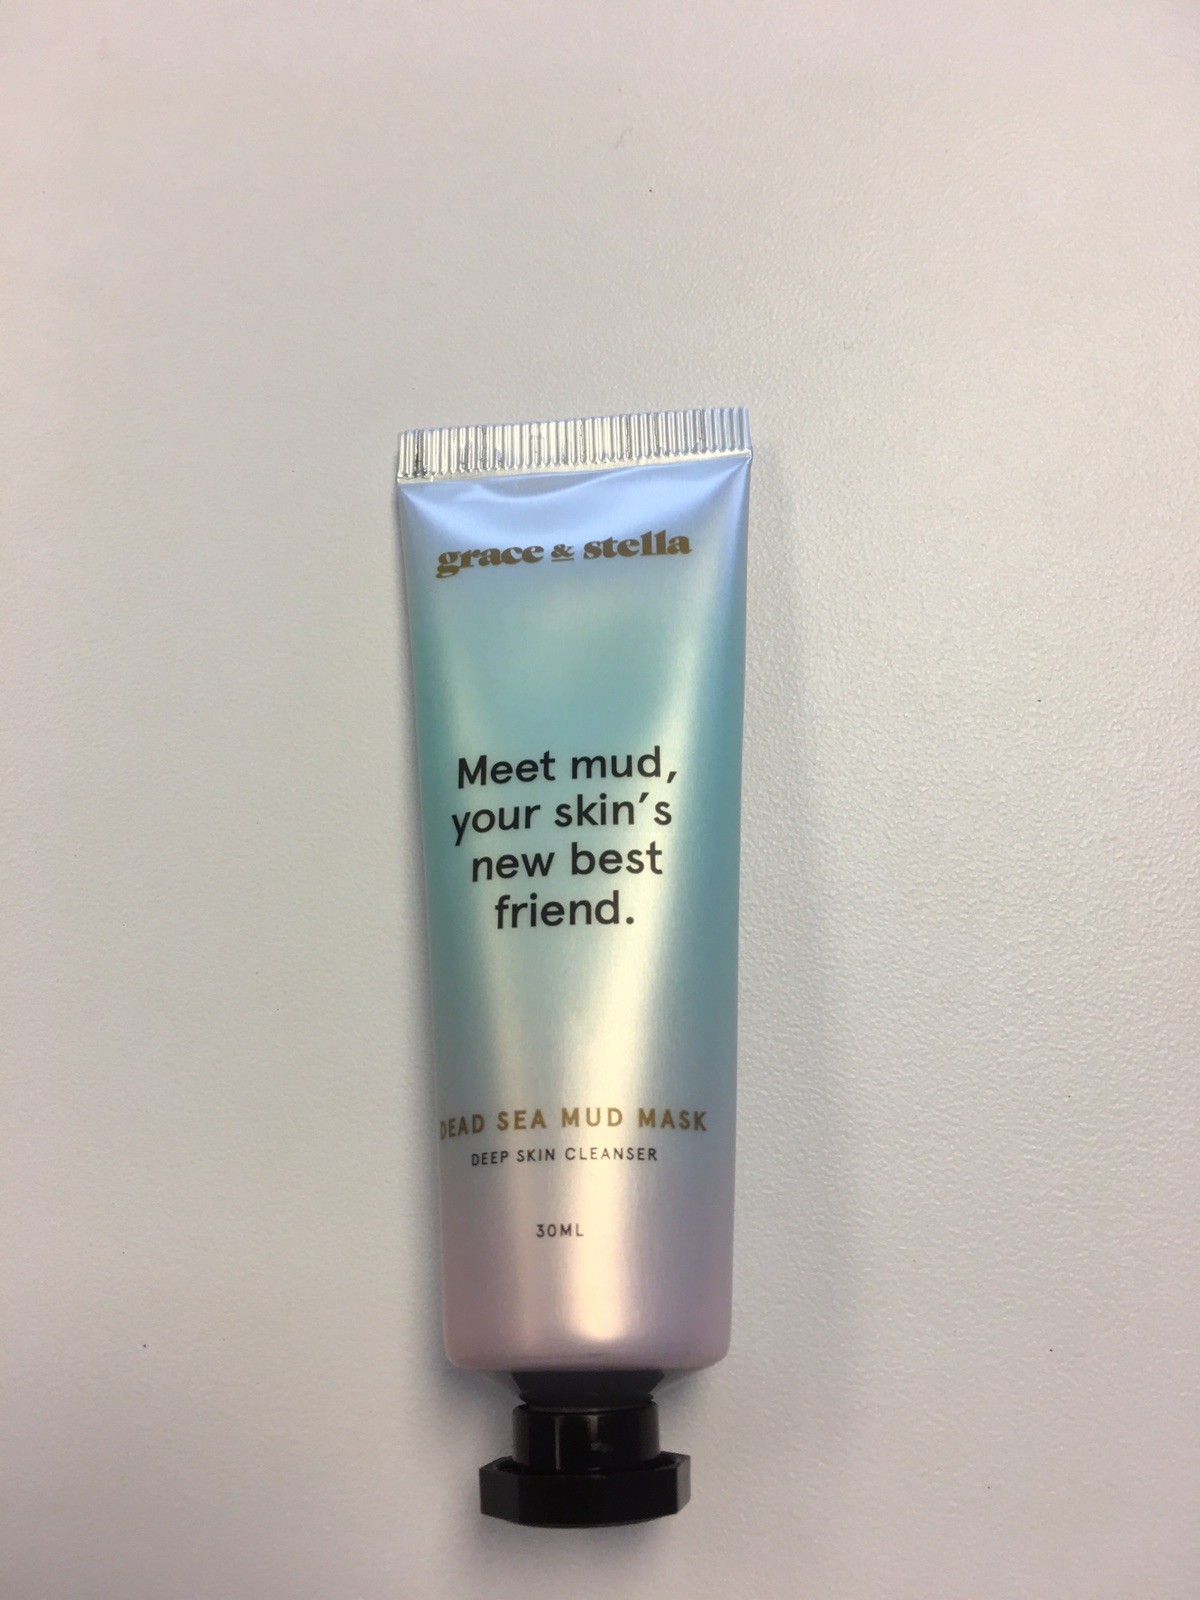 grace & stella
Meet mud,
your skin's
new best
friend.
DEAD SEA MUD MASK
DEEP SKIN CLEANSER
30ML